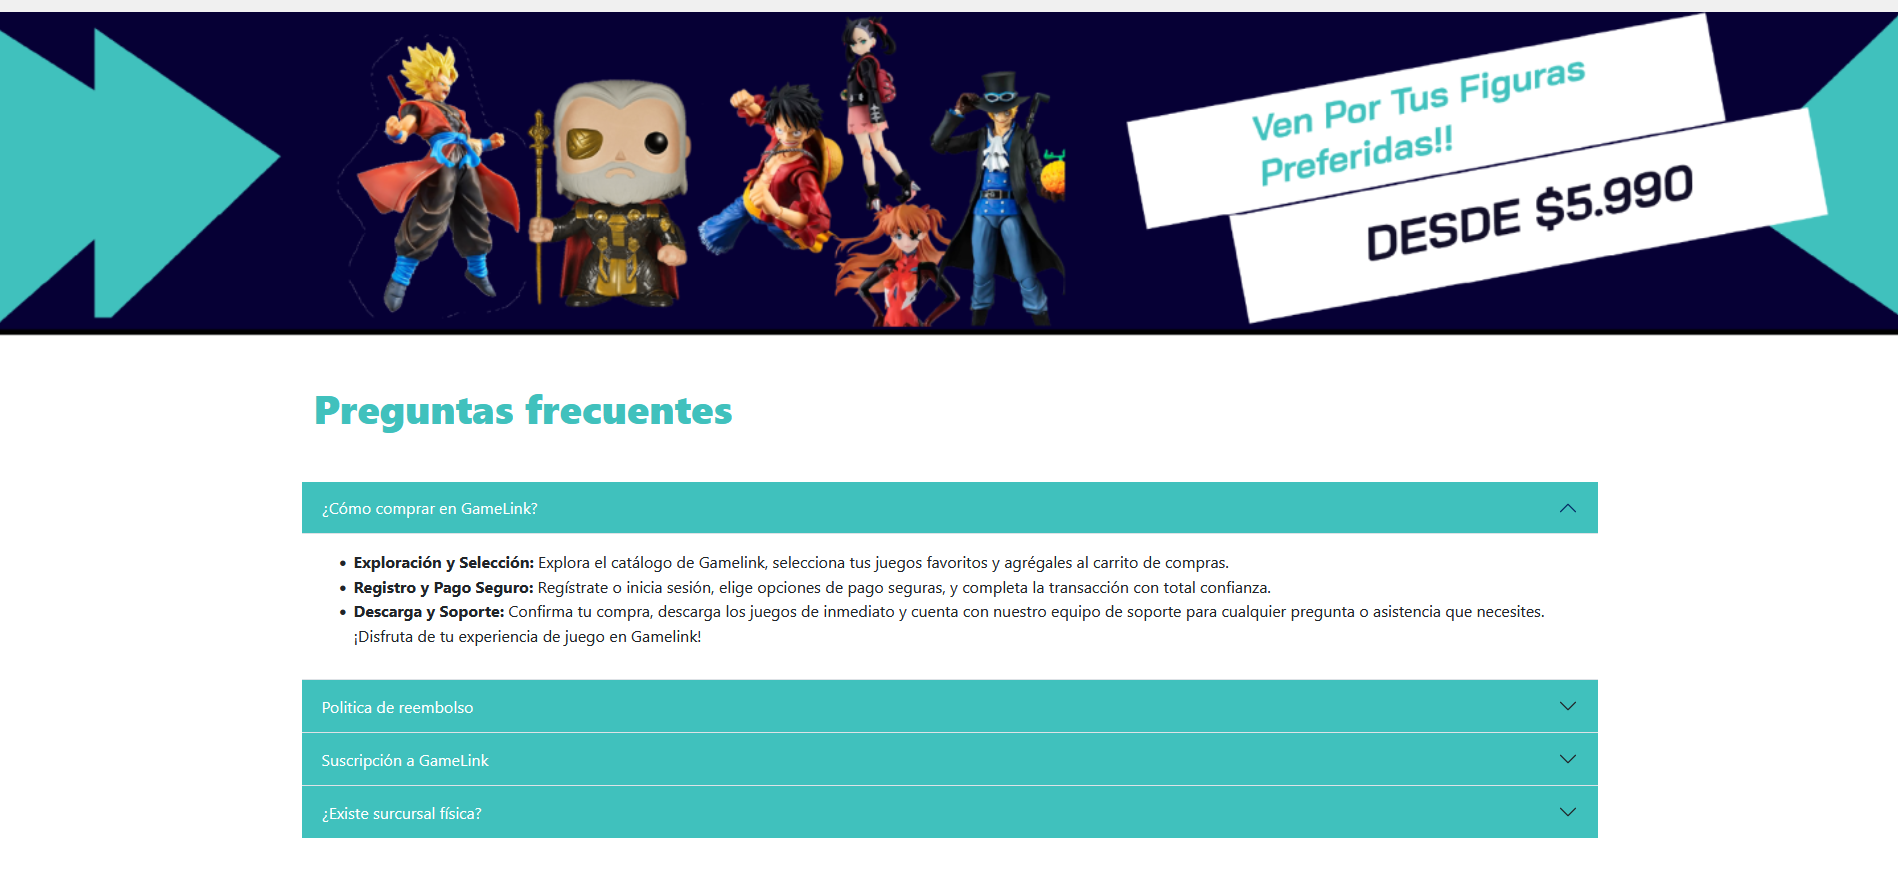 Ven Por Tus Figuras
Preferidas!!
DESDE $5.990
Preguntas frecuentes
¿Cómo comprar en GameLink?
• Exploración y Selección: Explora el catálogo de Gamelink, selecciona tus juegos favoritos y agrégales al carrito de compras.
• Registro y Pago Seguro: Regístrate o inicia sesión, elige opciones de pago seguras, y completa la transacción con total confianza.
• Descarga y Soporte: Confirma tu compra, descarga los juegos de inmediato y cuenta con nuestro equipo de soporte para cualquier pregunta o asistencia que necesites.
¡Disfruta de tu experiencia de juego en Gamelink!
Politica de reembolso
Suscripción a GameLink
¿Existe surcursal física?